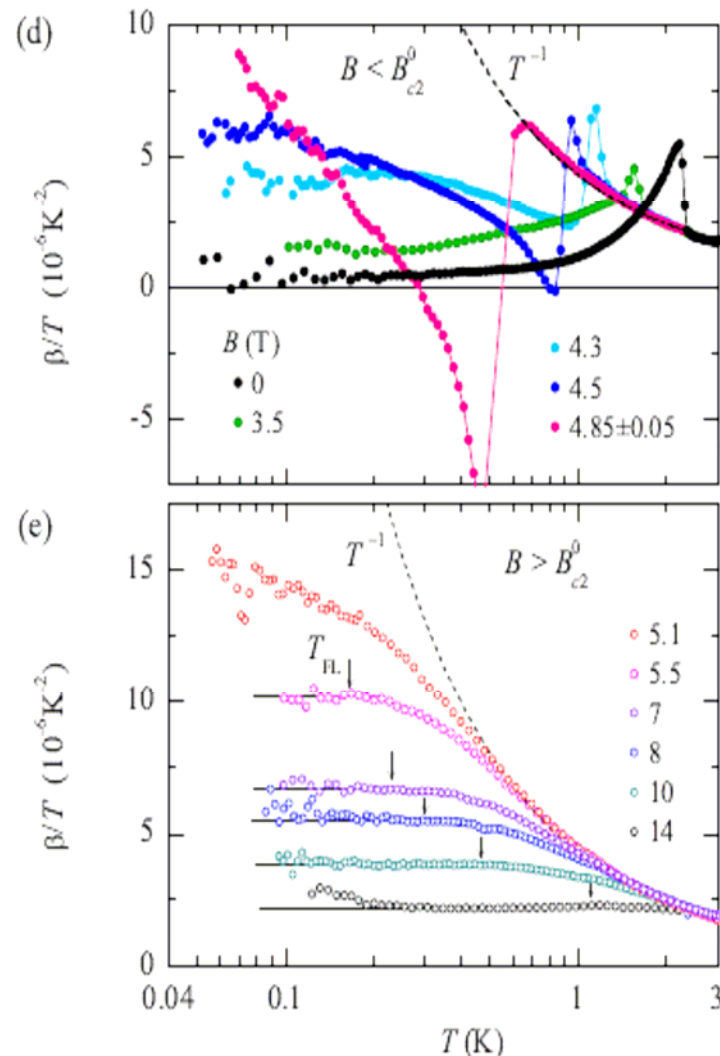 (d)
10
B < B⁰c2
T⁻¹
5
0
-5
β/T (10⁻⁶K⁻²)
B (T)
0
3.5
4.3
4.5
4.85±0.05
(e)
15
10
5
0
β/T (10⁻⁶K⁻²)
T⁻¹
B > B⁰c2
TFL
5.1
5.5
7
8
10
14
0.04
0.1
1
3
T (K)